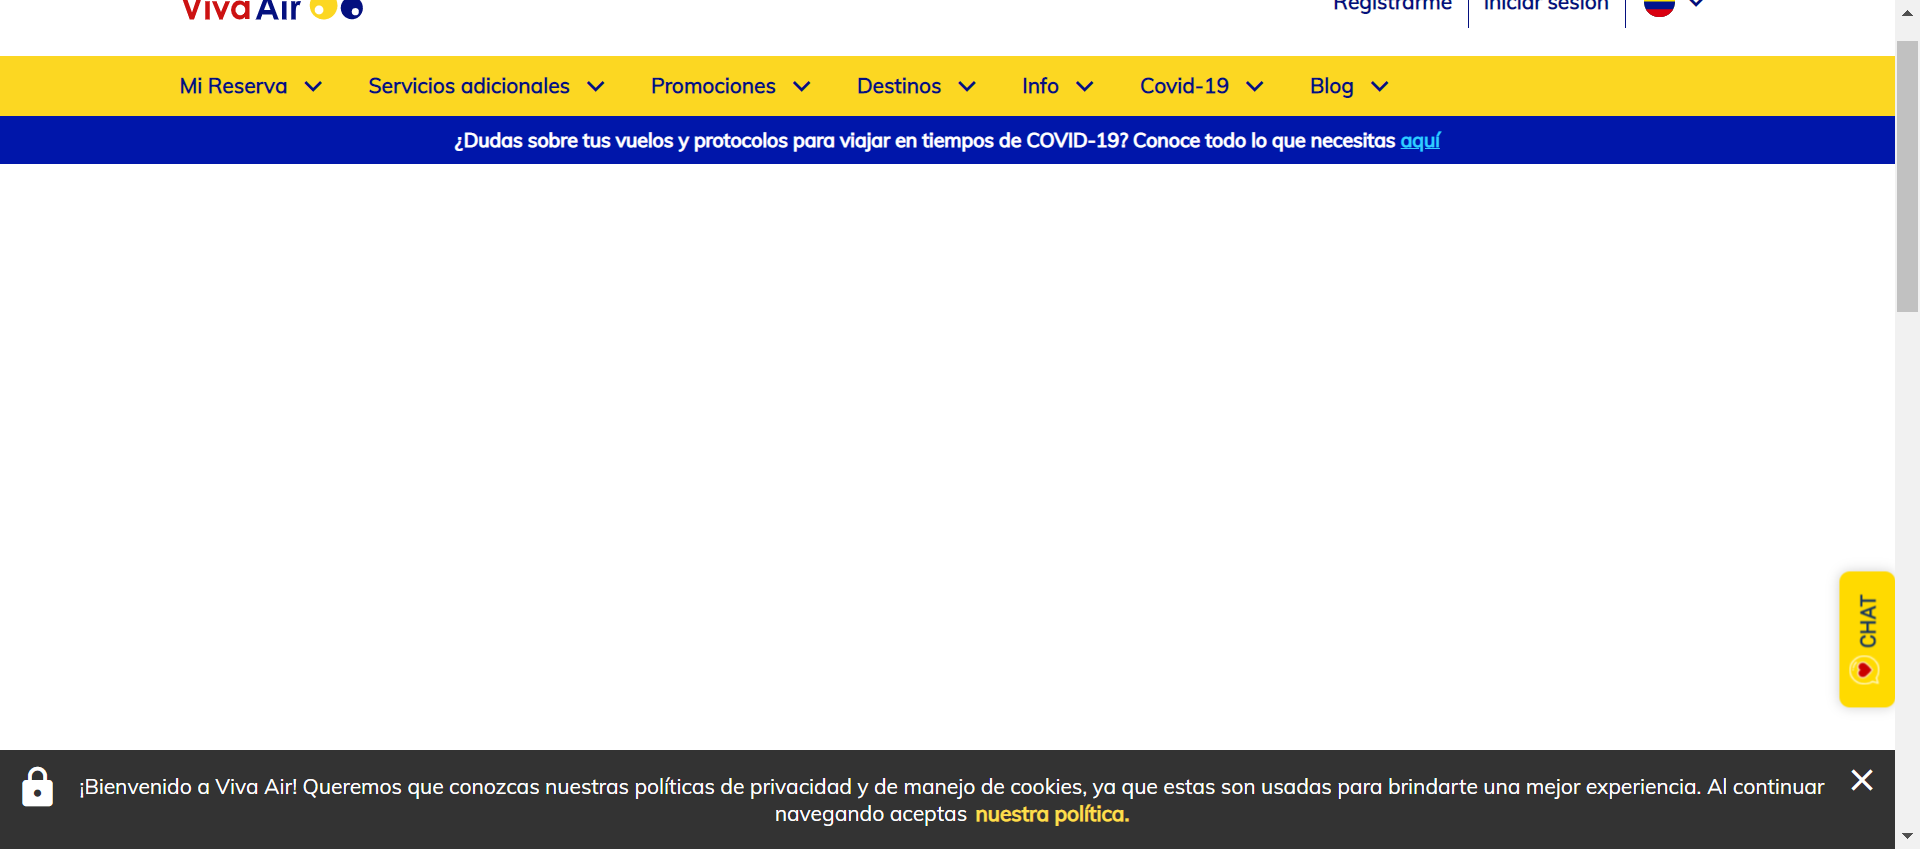 Viva Air
Registrarme Iniciar sesión
Mi Reserva Servicios adicionales Promociones Destinos Info Covid-19 Blog
¿Dudas sobre tus vuelos y protocolos para viajar en tiempos de COVID-19? Conoce todo lo que necesitas aquí
CHAT
¡Bienvenido a Viva Air! Queremos que conozcas nuestras políticas de privacidad y de manejo de cookies, ya que estas son usadas para brindarte una mejor experiencia. Al continuar
navegando aceptas nuestra política.